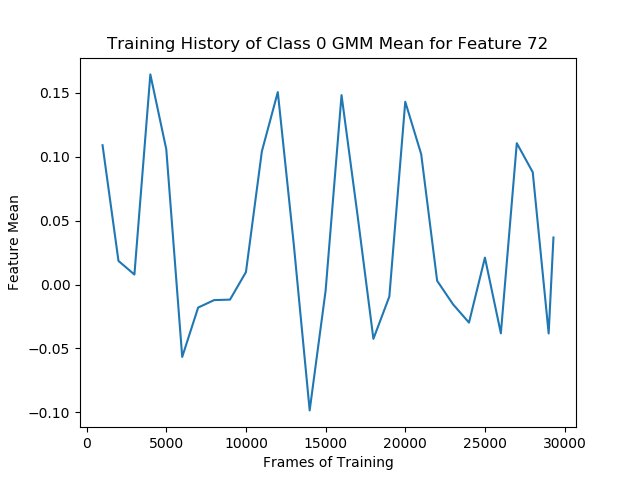 Training History of Class 0 GMM Mean for Feature 72
Feature Mean
0.15
0.10
0.05
0.00
−0.05
−0.10
0 5000 10000 15000 20000 25000 30000
Frames of Training